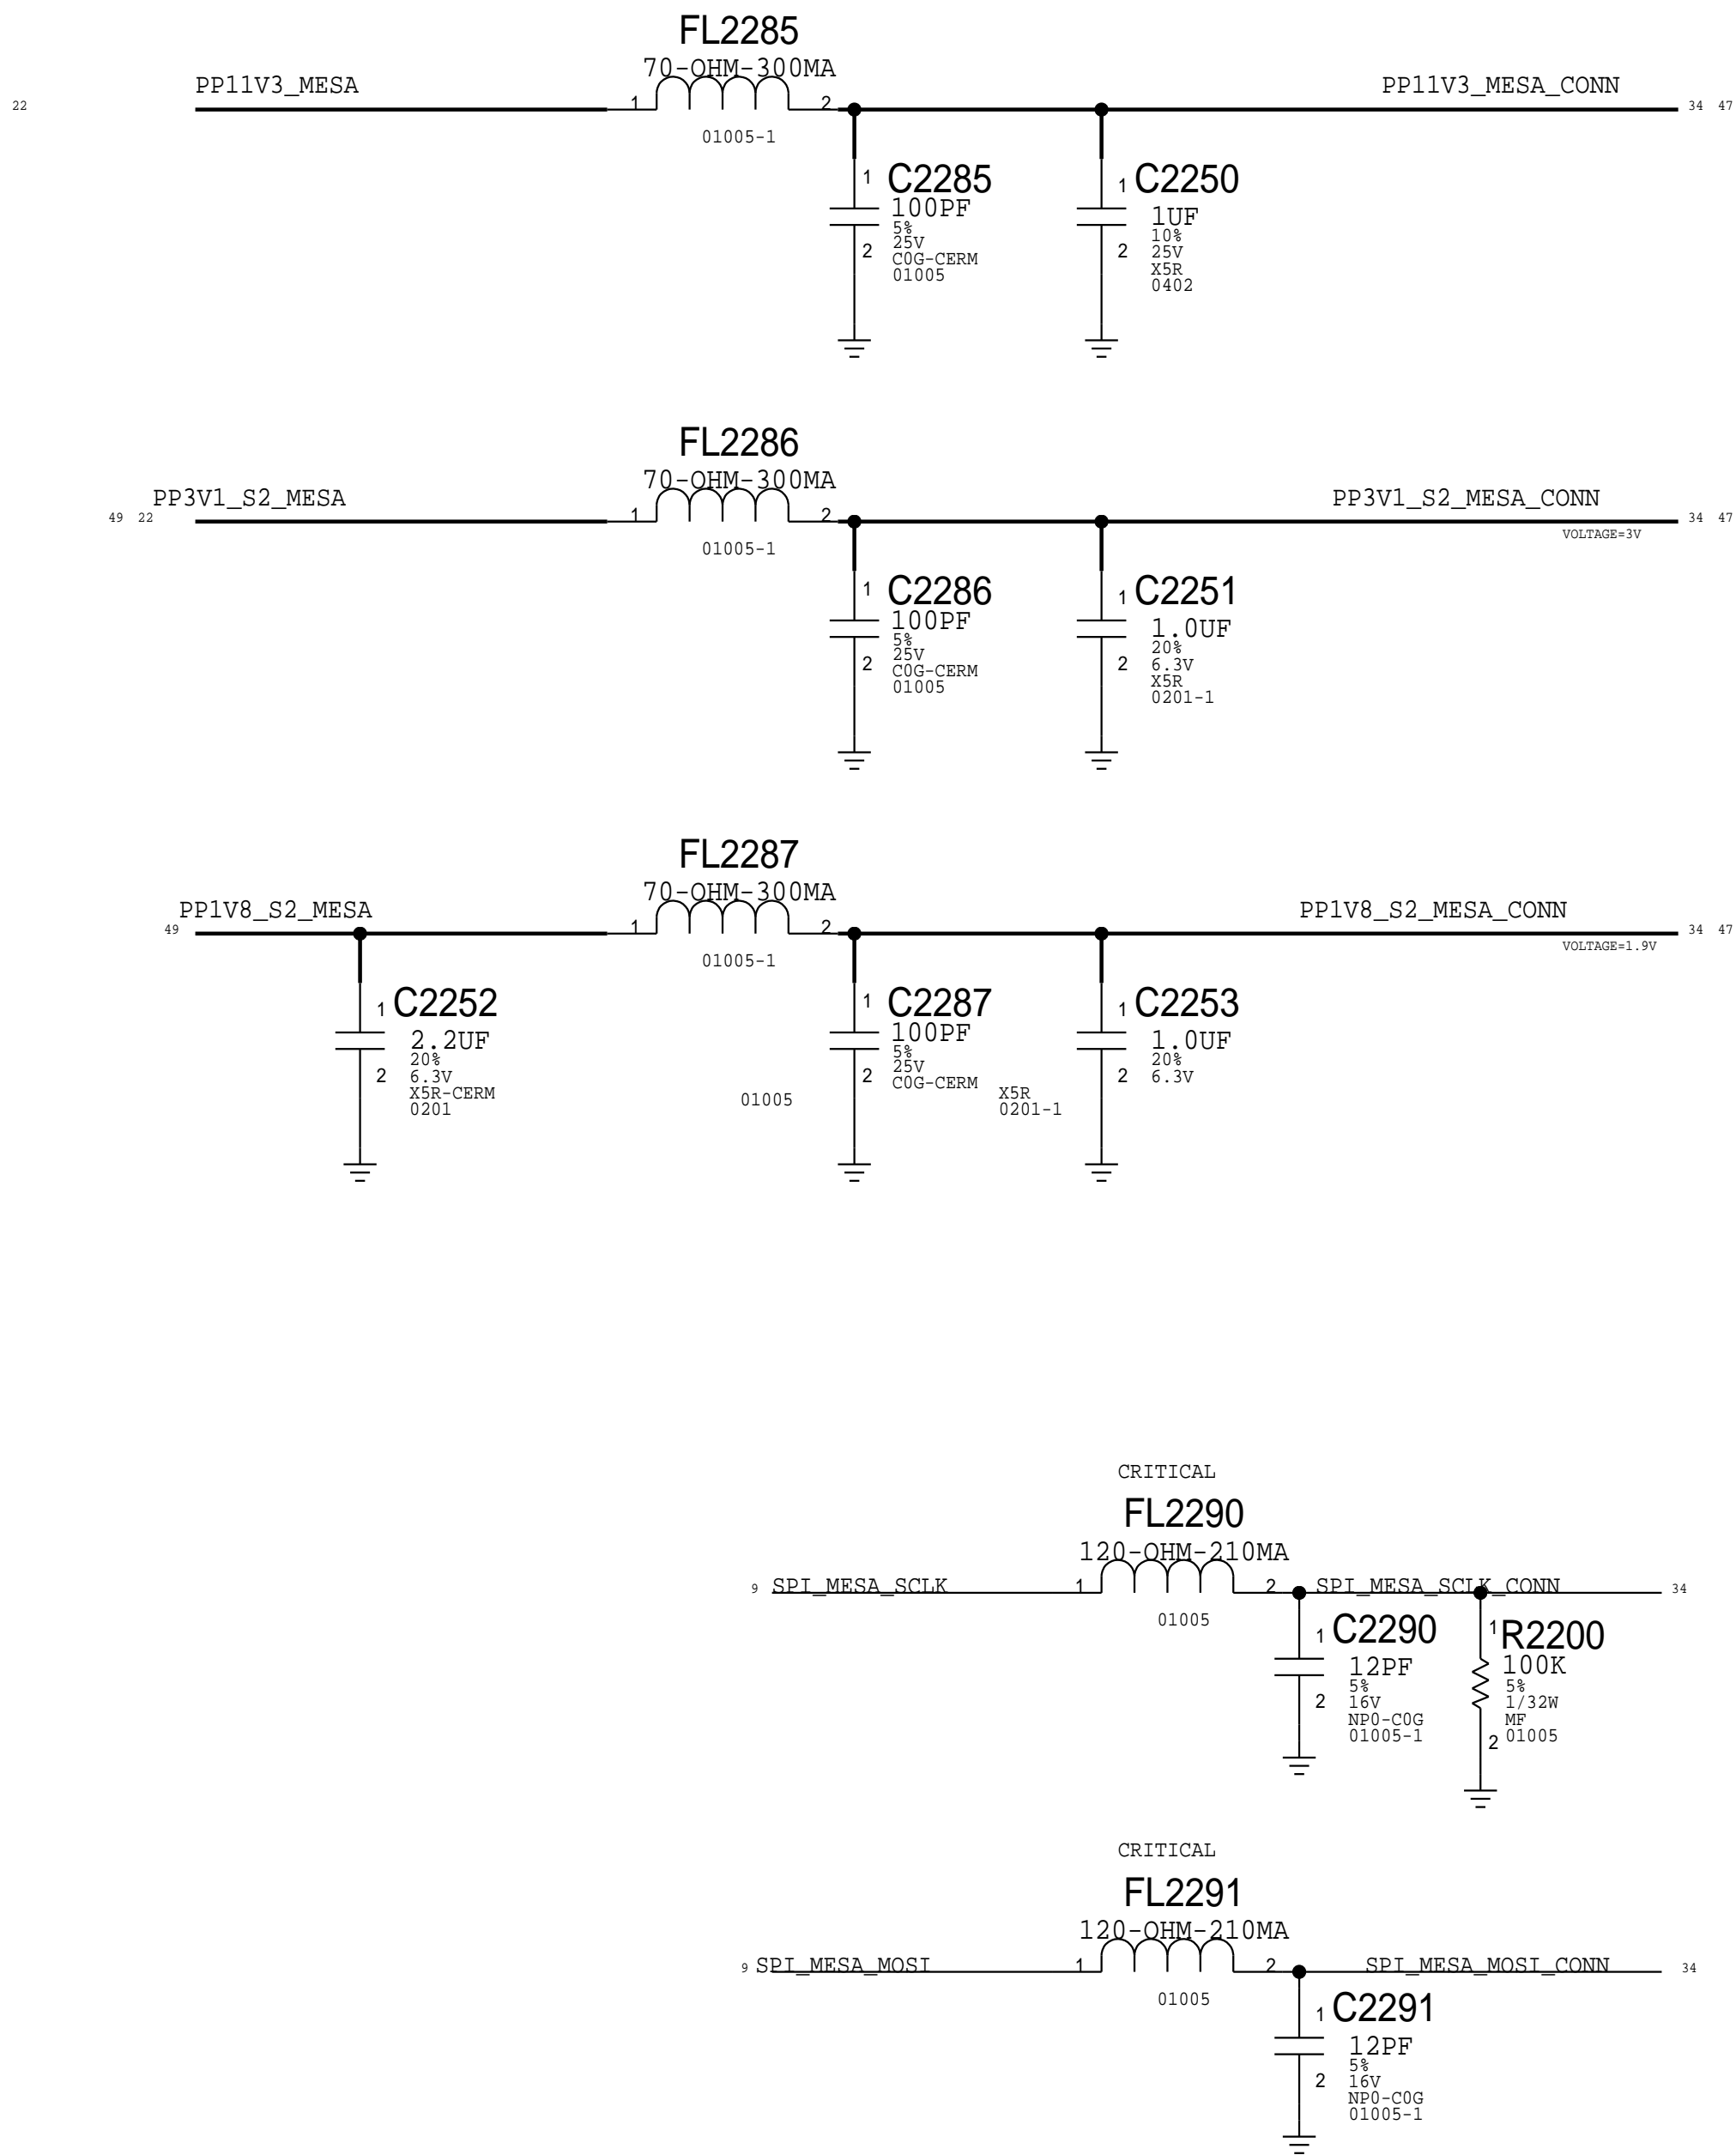 FL2285
70-OHM-300MA
PP11V3_MESA
PP11V3_MESA_CONN
22
1
2
34 47
01005-1
1 C2285
100PF
5%
25V
2
C0G-CERM
01005
1 C2250
1UF
10%
25V
2
X5R
0402
FL2286
70-OHM-300MA
PP3V1_S2_MESA
PP3V1_S2_MESA_CONN
49 22
1
2
34 47
VOLTAGE=3V
01005-1
1 C2286
100PF
5%
25V
2
C0G-CERM
01005
1 C2251
1.0UF
20%
2 6.3V
X5R
0201-1
FL2287
70-OHM-300MA
PP1V8_S2_MESA
PP1V8_S2_MESA_CONN
49
1
2
34 47
VOLTAGE=1.9V
01005-1
1 C2252
2.2UF
20%
2 6.3V
X5R-CERM
0201
1 C2287
100PF
5%
25V
2 C0G-CERM
01005
1 C2253
1.0UF
20%
2 6.3V
X5R
0201-1
CRITICAL
FL2290
120-OHM-210MA
9 SPI_MESA_SCLK
1
2
SPI_MESA_SCLK_CONN
34
01005
1 C2290
12PF
5%
2 16V
NP0-C0G
01005-1
1 R2200
100K
5%
1/32W
MF
2 01005
CRITICAL
FL2291
120-OHM-210MA
9 SPI_MESA_MOSI
1
2
SPI_MESA_MOSI_CONN
34
01005
1 C2291
12PF
5%
2 16V
NP0-C0G
01005-1